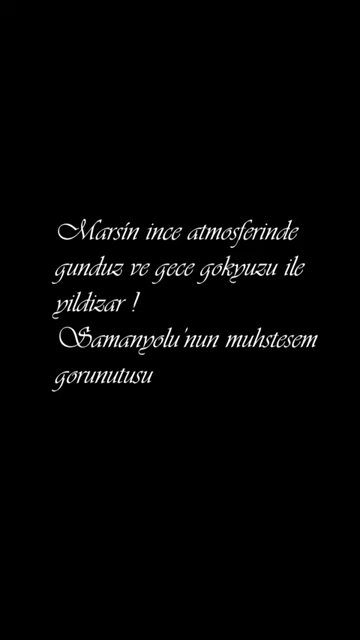 Marsin ince atmosferinde
gunduz ve gece gokyuzu ile
yildizar !
Samanyolu'nun muhstesem
gorunutusu